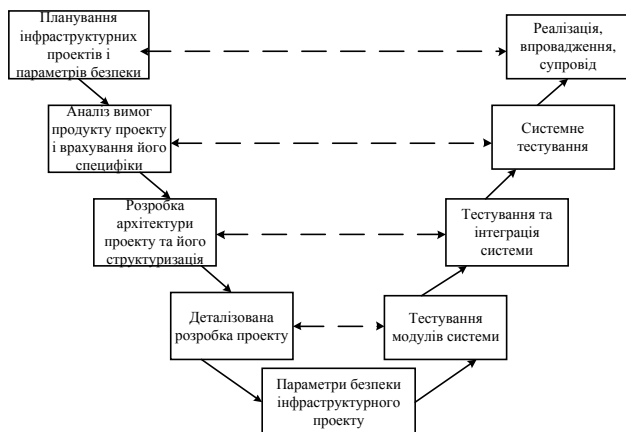 Планування
інфраструктурних
проектів і
параметрів безпеки
Реалізація,
впровадження,
супровід
Аналіз вимог
продукту проекту
і врахування його
специфіки
Системне
тестування
Розробка
архітектури
проекту та його
структуризація
Тестування та
інтеграція
системи
Деталізована
розробка проекту
Тестування
модулів системи
Параметри безпеки
інфраструктурного
проекту